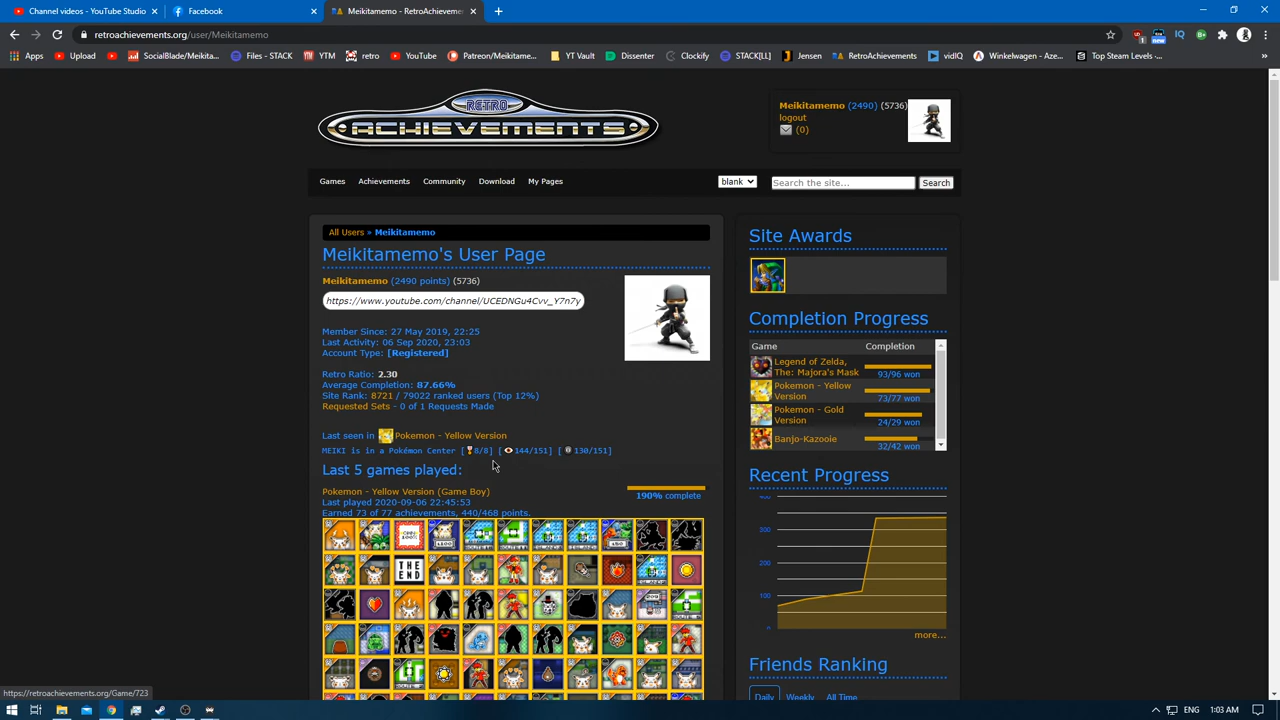 Channel videos - YouTube Studio
Facebook
Meikitamemo - RetroAchievements
retroachievements.org/user/Meikitamemo
Apps
Upload
SocialBlade/Meikita...
Files - STACK
YTM
retro
YouTube
Patreon/Meikitame...
YT Vault
Dissenter
Clockify
STACK[LL]
Jensen
RetroAchievements
vidIQ
Winkelwagen - Aze...
Top Steam Levels -...
RETRO
ACHIEVEMENTS
Meikitamemo (2490) (5736)
logout
(0)
Games
Achievements
Community
Download
My Pages
blank
Search the site...
Search
All Users » Meikitamemo
Meikitamemo's User Page
Meikitamemo (2490 points) (5736)
https://www.youtube.com/channel/UCEDNGu4Cvv_Y7n7y
Member Since: 27 May 2019, 22:25
Last Activity: 06 Sep 2020, 23:03
Account Type: [Registered]
Retro Ratio: 2.30
Average Completion: 87.66%
Site Rank: 8721 / 79022 ranked users (Top 12%)
Requested Sets - 0 of 1 Requests Made
Last seen in Pokemon - Yellow Version
MEIKI is in a Pokémon Center [8/8] [144/151] [130/151]
Last 5 games played:
Pokemon - Yellow Version (Game Boy)
Last played 2020-09-06 22:45:53
Earned 73 of 77 achievements, 440/468 points.
190% complete
THE END
Site Awards
Completion Progress
Game
Completion
Legend of Zelda, The: Majora's Mask
93/96 won
Pokemon - Yellow Version
73/77 won
Pokemon - Gold Version
24/29 won
Banjo-Kazooie
32/42 won
Recent Progress
400
300
200
100
0
more...
Friends Ranking
Daily
Weekly
All Time
https://retroachievements.org/Game/723
ENG
1:03 AM